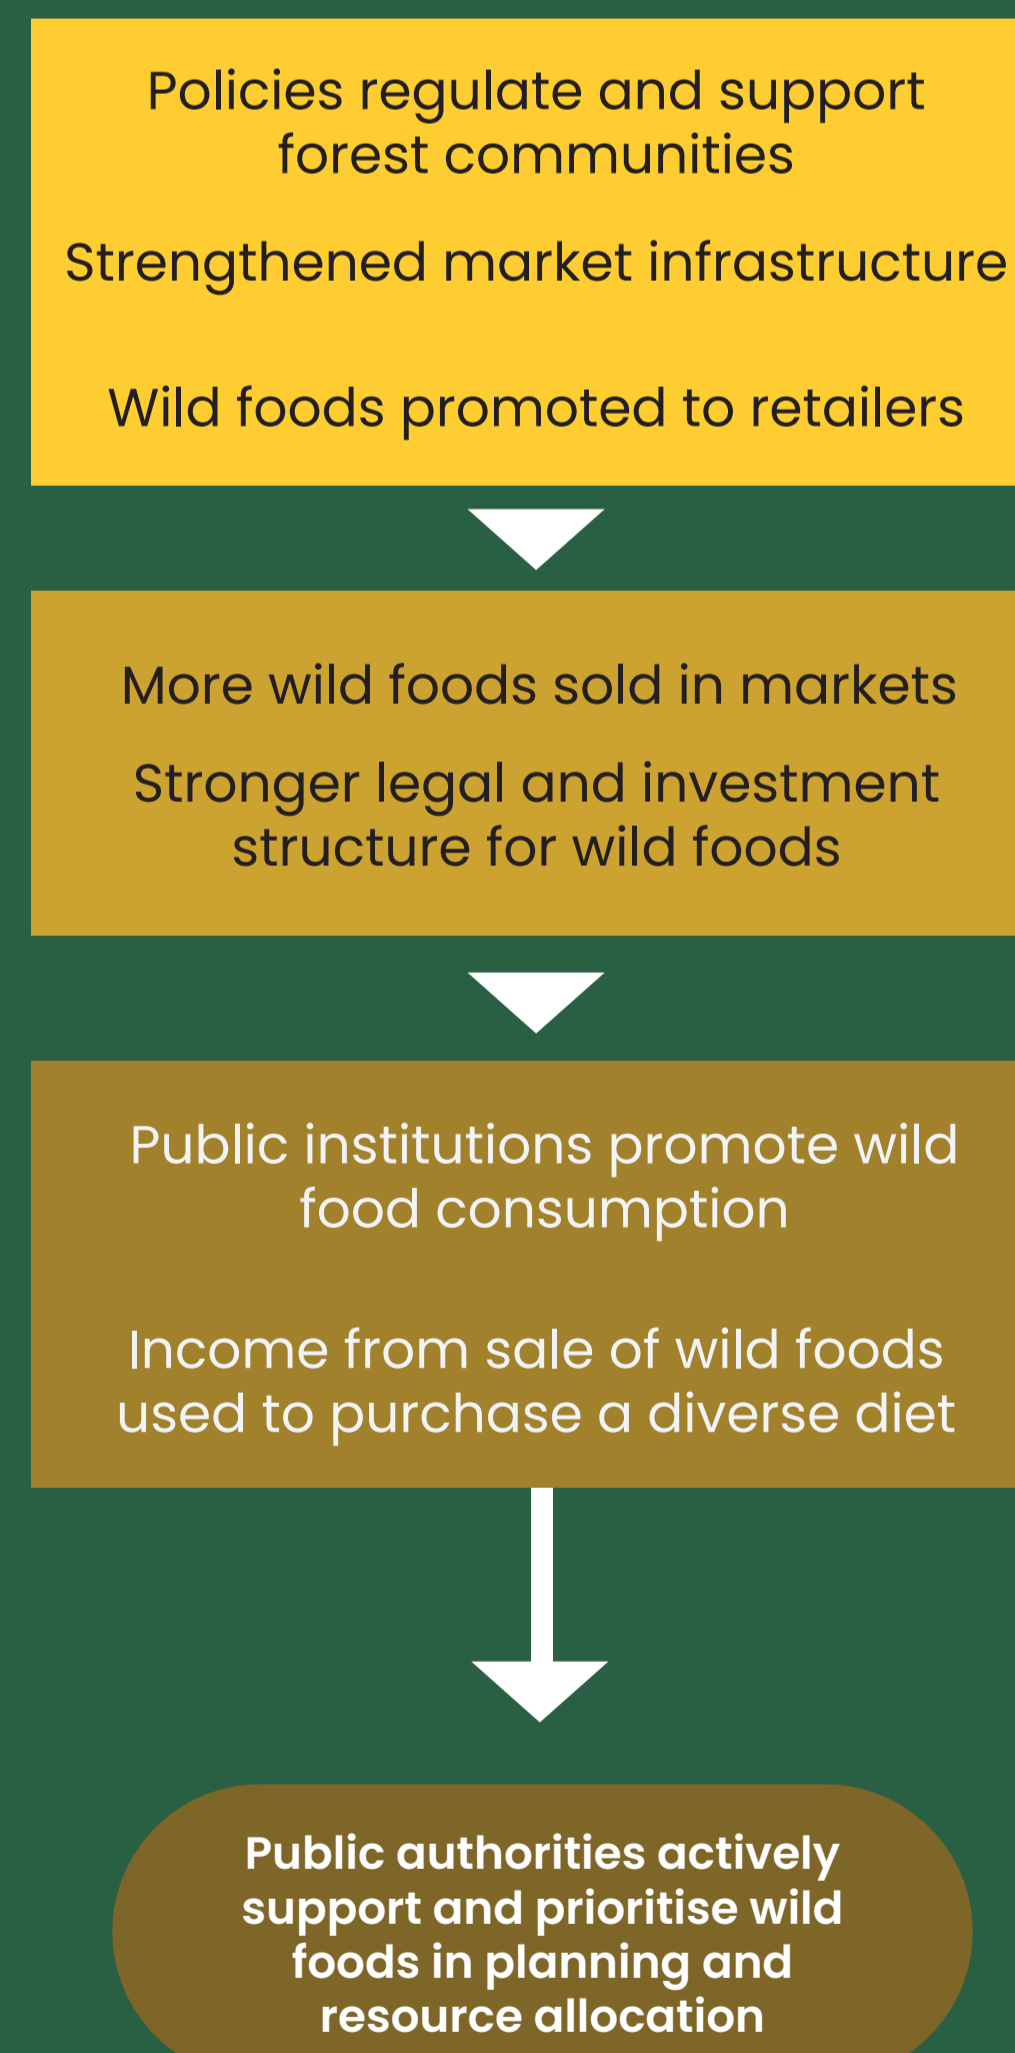 Policies regulate and support
forest communities
Strengthened market infrastructure
Wild foods promoted to retailers
More wild foods sold in markets
Stronger legal and investment
structure for wild foods
Public institutions promote wild
food consumption
Income from sale of wild foods
used to purchase a diverse diet
Public authorities actively
support and prioritise wild
foods in planning and
resource allocation